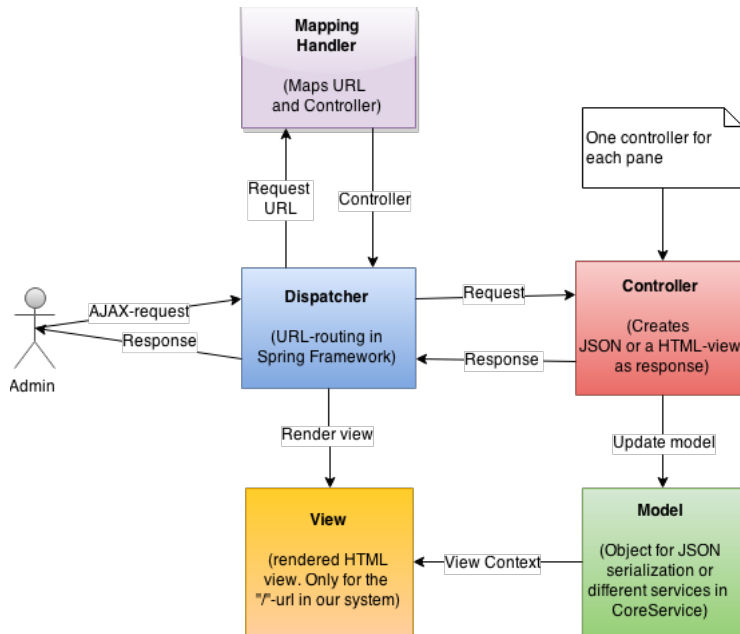 Mapping
Handler
(Maps URL
and Controller)
One controller for
each pane
Request
URL
Controller
Dispatcher
(URL-routing in
Spring Framework)
Controller
(Creates
JSON or a HTML-view
as response)
AJAX-request
Response
Request
Response
Admin
Render view
Update model
View
(rendered HTML
view. Only for the
"/"-url in our
system)
View Context
Model
(Object for JSON
serialization or
different services in
CoreService)